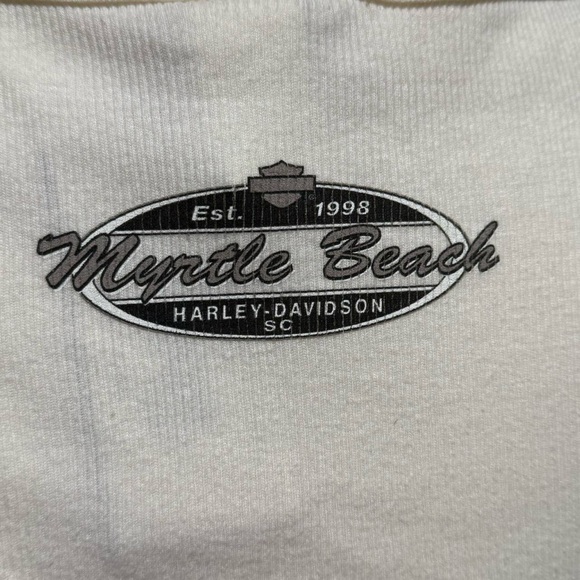 Est. 1998
Myrtle Beach
HARLEY-DAVIDSON
SC